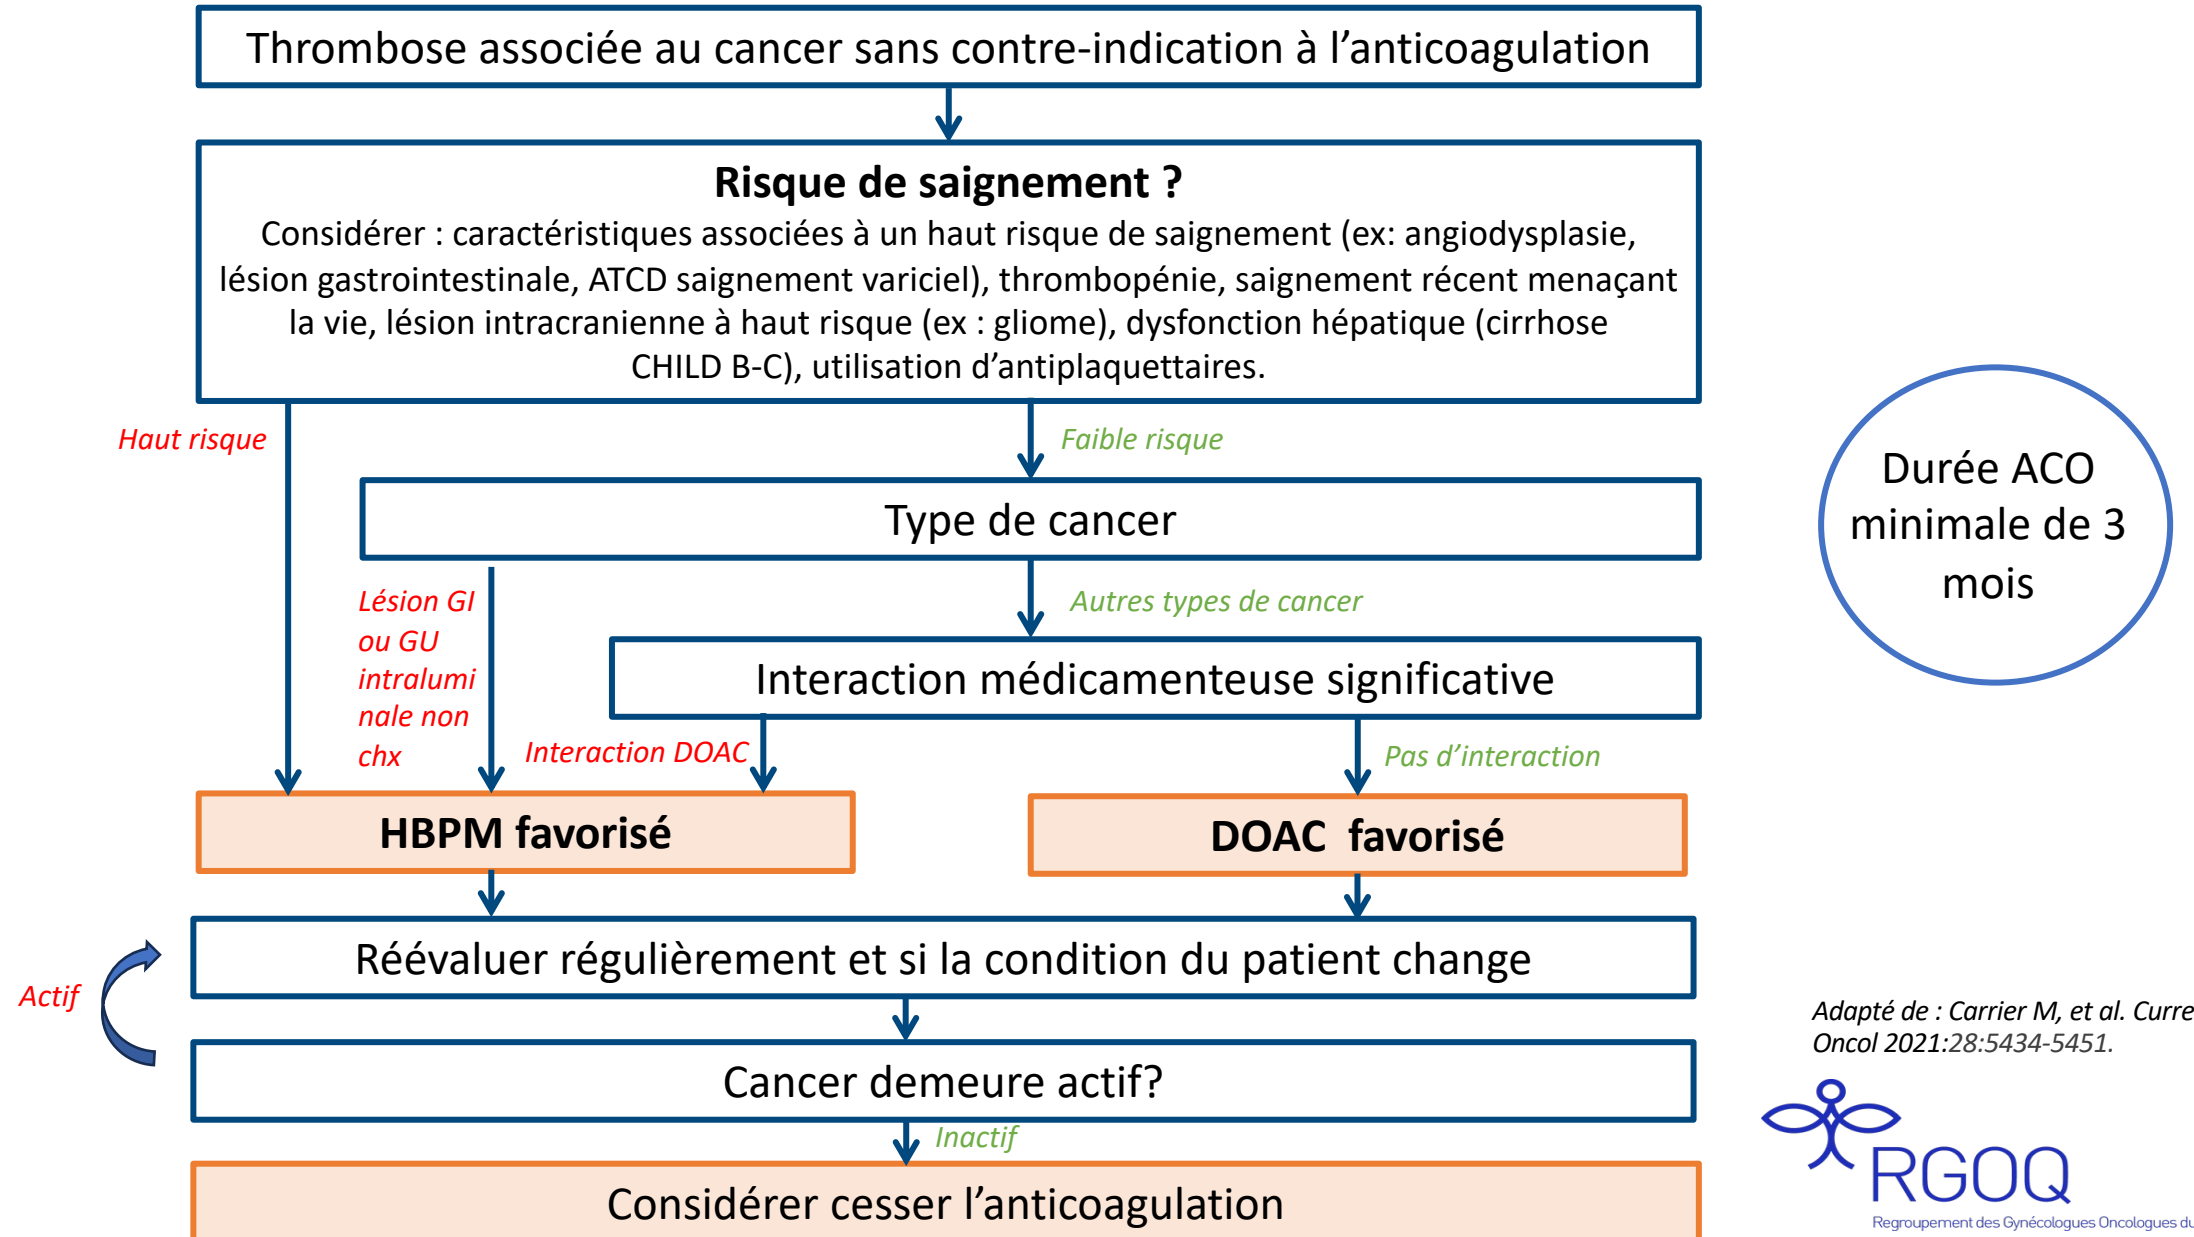 Thrombose associée au cancer sans contre-indication à l'anticoagulation
Risque de saignement ?
Considérer : caractéristiques associées à un haut risque de saignement (ex: angiodysplasie,
lésion gastrointestinale, ATCD saignement variciel), thrombopénie, saignement récent menaçant
la vie, lésion intracranienne à haut risque (ex : gliome), dysfonction hépatique (cirrhose
CHILD B-C), utilisation d'antiplaquettaires.
Haut risque
Faible risque
Durée ACO
minimale de 3
mois
Type de cancer
Lésion GI
ou GU
intralumi
nale non
chx
Autres types de cancer
Interaction médicamenteuse significative
Interaction DOAC
Pas d'interaction
HBPM favorisé
DOAC  favorisé
Réévaluer régulièrement et si la condition du patient change
Actif
Cancer demeure actif?
Inactif
Considérer cesser l'anticoagulation
Adapté de : Carrier M, et al. Curre
Oncol 2021:28:5434-5451.
RGOQ
Regroupement des Gynécologues Oncologues du